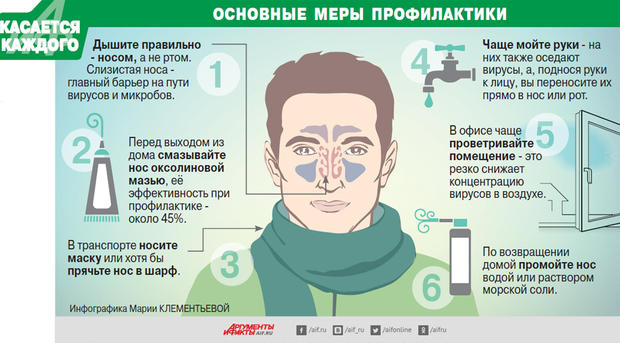 КАСАЕТСЯ
КАЖДОГО
ОСНОВНЫЕ МЕРЫ ПРОФИЛАКТИКИ
1
Дышите правильно
- носом, а не ртом.
Слизистая носа -
главный барьер на пути
вирусов и микробов.
2
Перед выходом из
дома смазывайте
нос оксолиновой
мазью, её
эффективность при
профилактике -
около 45%.
3
В транспорте носите
маску или хотя бы
прячьте нос в шарф.
4
Чаще мойте руки - на
них также оседают
вирусы, а, поднося руки
к лицу, вы переносите их
прямо в нос или рот.
5
В офисе чаще
проветривайте
помещение - это
резко снижает
концентрацию
вирусов в воздухе.
6
По возвращении
домой промойте нос
водой или раствором
морской соли.
Инфографика Марии КЛЕМЕНТЬЕВОЙ
АРГУМЕНТЫ
И ФАКТЫ AIF.RU
/aif.ru
/aif_ru
/aifonline
/aifru